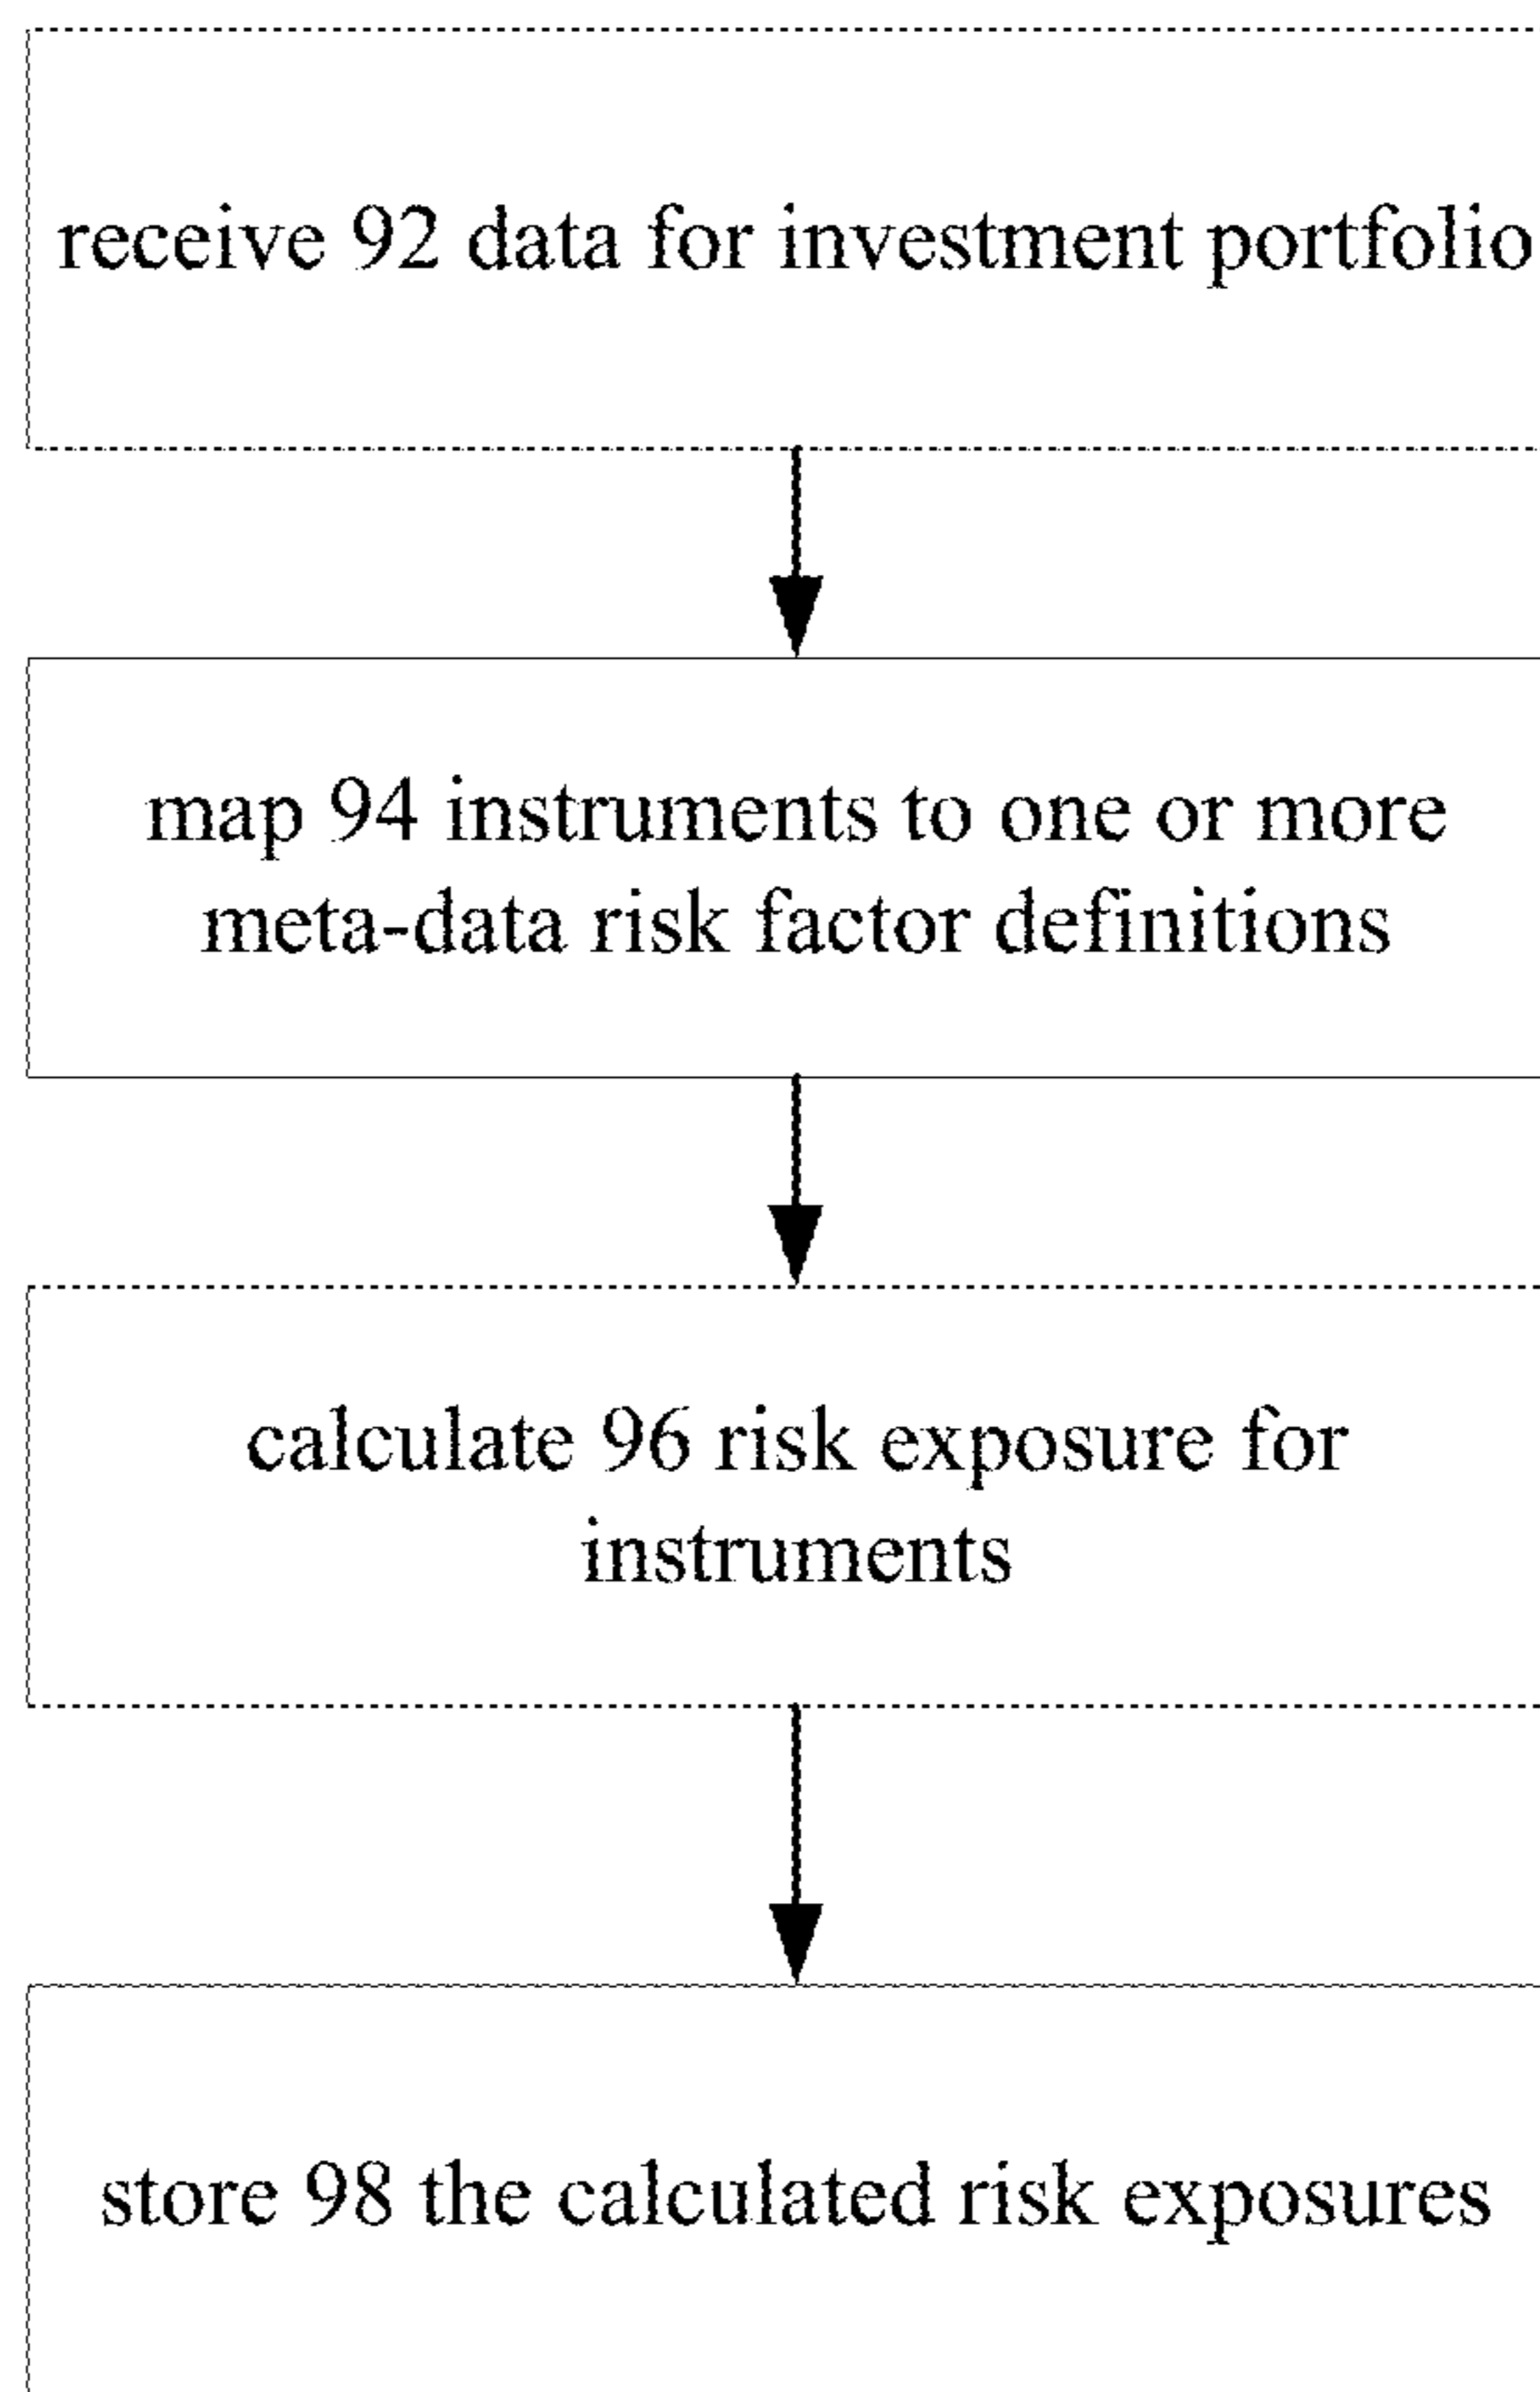 receive 92 data for investment portfolio
map 94 instruments to one or more
meta-data risk factor definitions
calculate 96 risk exposure for
instruments
store 98 the calculated risk exposures